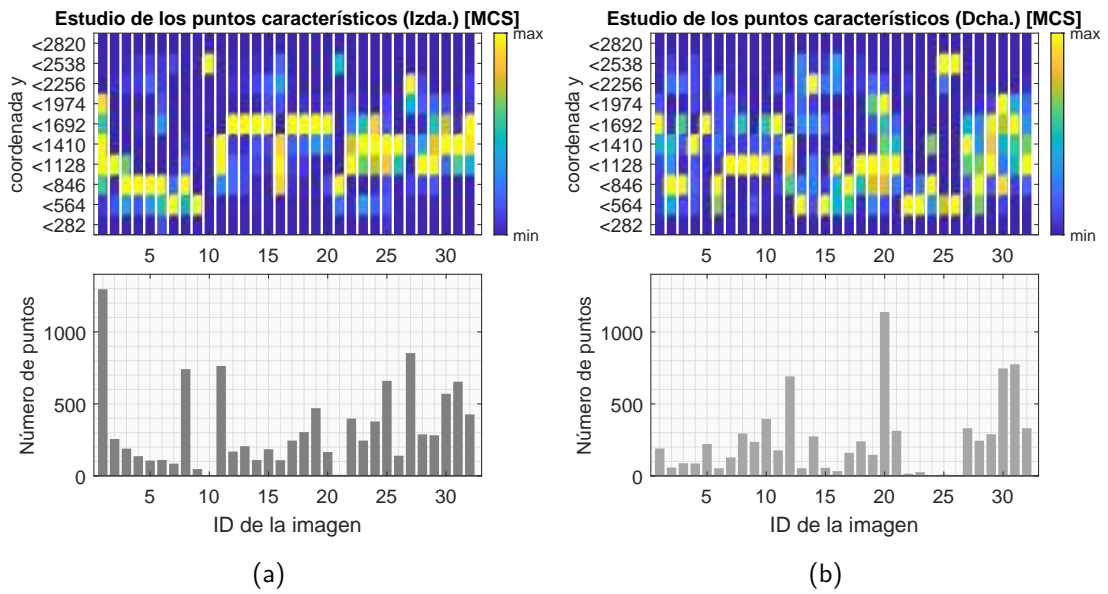 Estudio de los puntos característicos (Izda.) [MCS]
coordenada y
<2820
<2538
<2256
<1974
<1692
<1410
<1128
<846
<564
<282
5 10 15 20 25 30
max
min
Número de puntos
1000
500
0
5 10 15 20 25 30
ID de la imagen
(a)
Estudio de los puntos característicos (Dcha.) [MCS]
coordenada y
<2820
<2538
<2256
<1974
<1692
<1410
<1128
<846
<564
<282
5 10 15 20 25 30
max
min
Número de puntos
1000
500
0
5 10 15 20 25 30
ID de la imagen
(b)